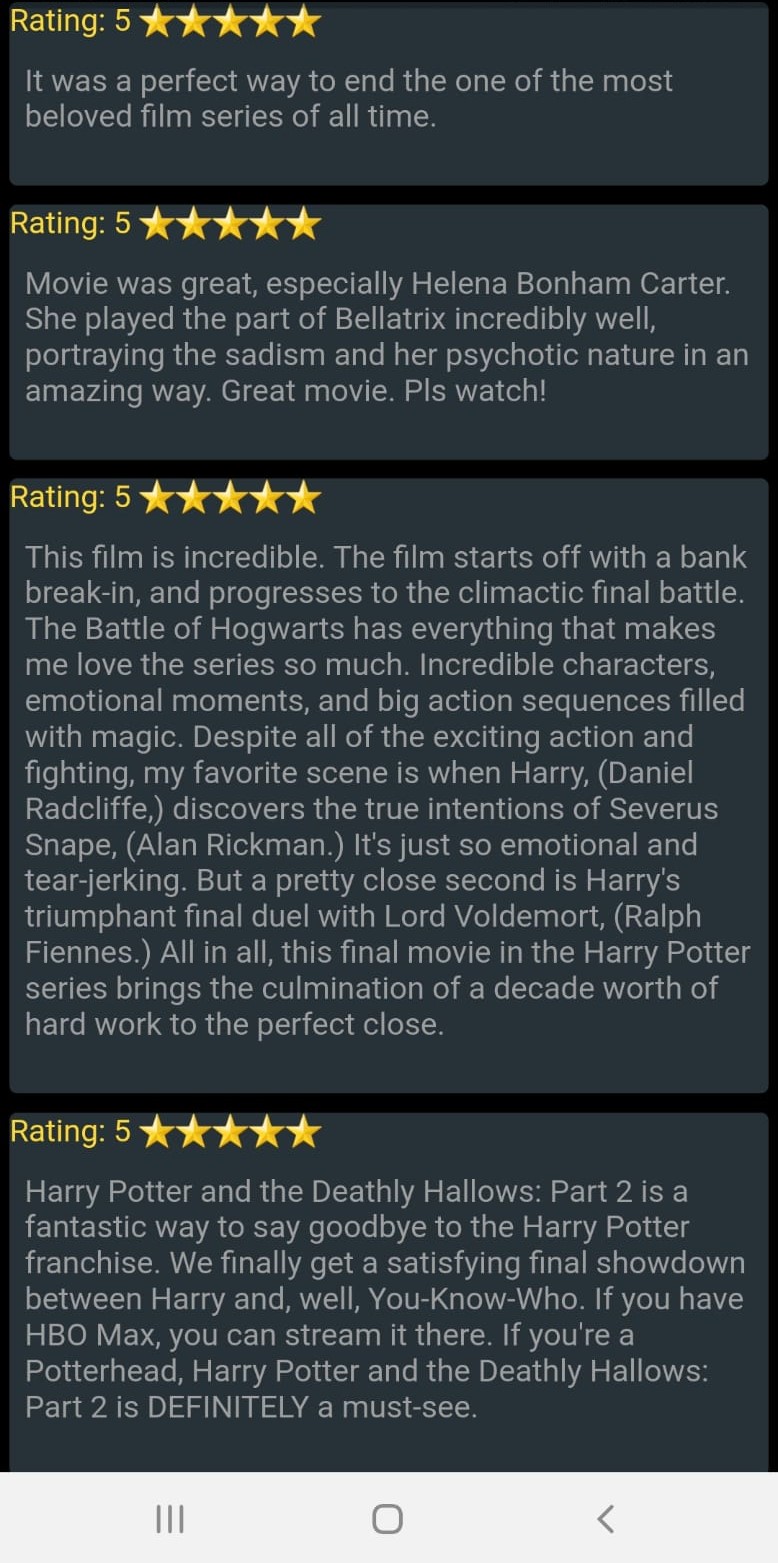 Rating: 5 ⭐⭐⭐⭐⭐
It was a perfect way to end the one of the most
beloved film series of all time.
Rating: 5 ⭐⭐⭐⭐⭐
Movie was great, especially Helena Bonham Carter.
She played the part of Bellatrix incredibly well,
portraying the sadism and her psychotic nature in an
amazing way. Great movie. Pls watch!
Rating: 5 ⭐⭐⭐⭐⭐
This film is incredible. The film starts off with a bank
break-in, and progresses to the climactic final battle.
The Battle of Hogwarts has everything that makes
me love the series so much. Incredible characters,
emotional moments, and big action sequences filled
with magic. Despite all of the exciting action and
fighting, my favorite scene is when Harry, (Daniel
Radcliffe,) discovers the true intentions of Severus
Snape, (Alan Rickman.) It's just so emotional and
tear-jerking. But a pretty close second is Harry's
triumphant final duel with Lord Voldemort, (Ralph
Fiennes.) All in all, this final movie in the Harry Potter
series brings the culmination of a decade worth of
hard work to the perfect close.
Rating: 5 ⭐⭐⭐⭐⭐
Harry Potter and the Deathly Hallows: Part 2 is a
fantastic way to say goodbye to the Harry Potter
franchise. We finally get a satisfying final showdown
between Harry and, well, You-Know-Who. If you have
HBO Max, you can stream it there. If you're a
Potterhead, Harry Potter and the Deathly Hallows:
Part 2 is DEFINITELY a must-see.